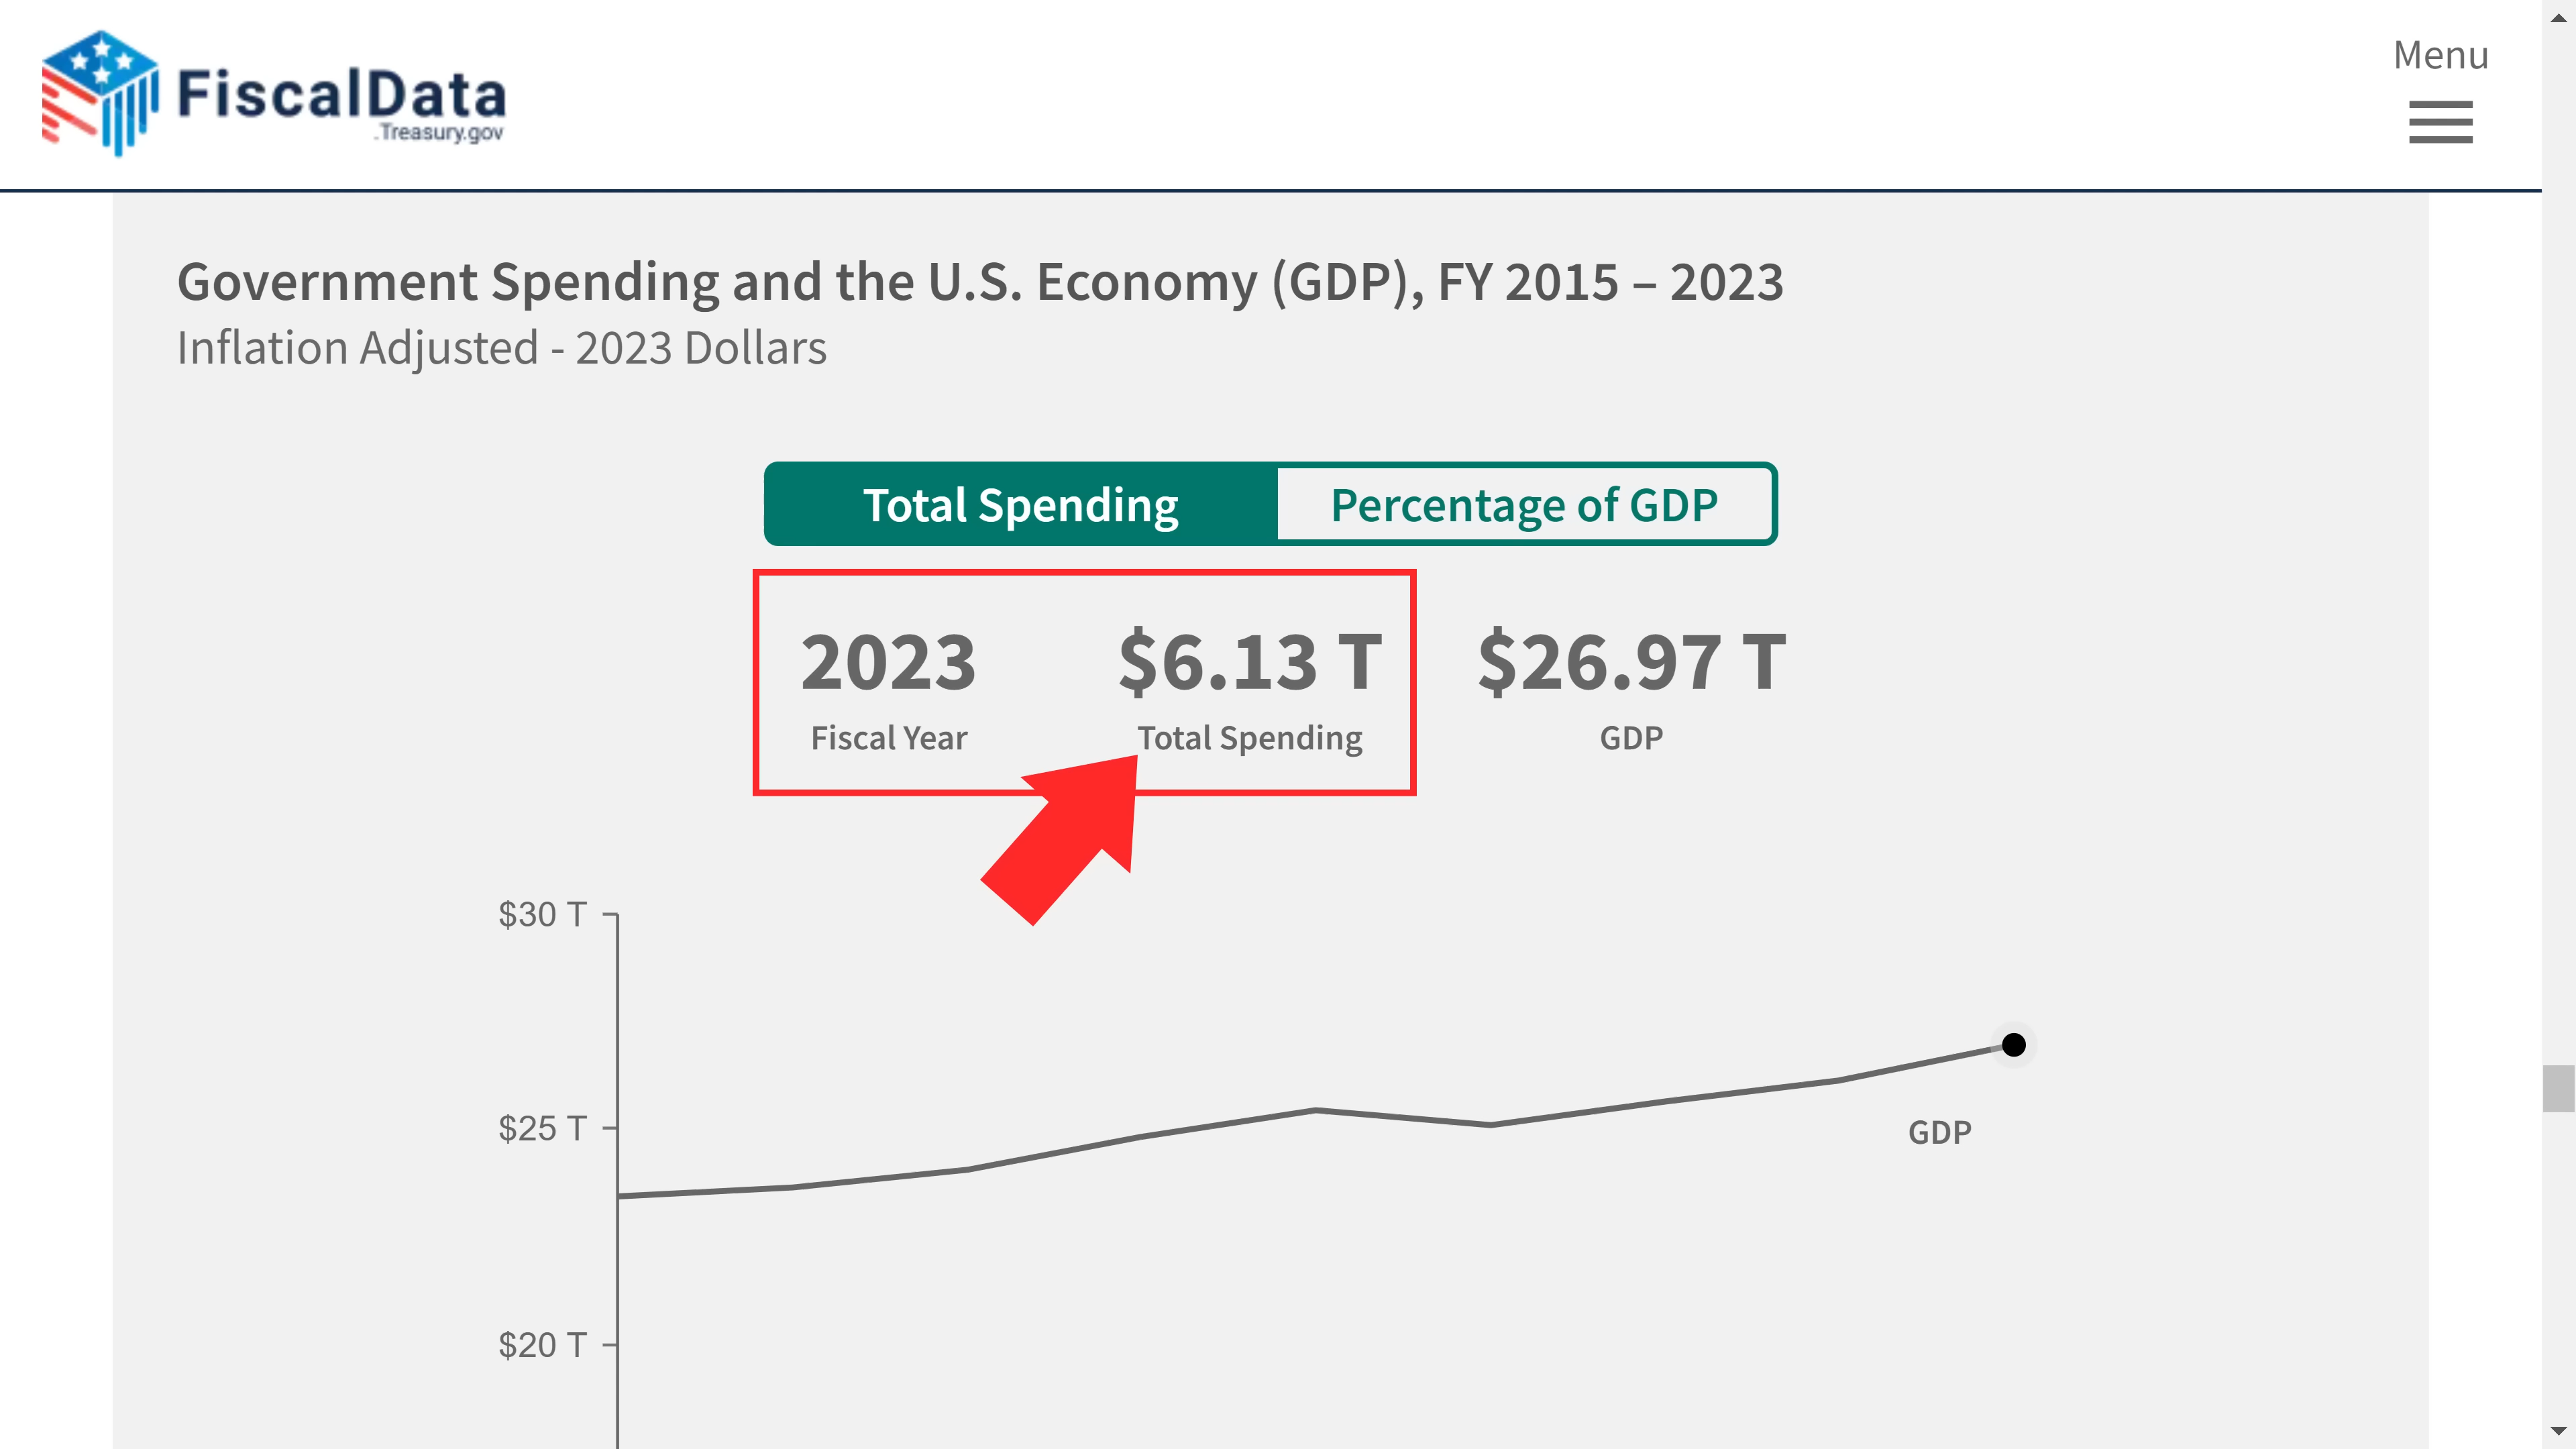 FiscalData
.Treasury.gov
Menu
Government Spending and the U.S. Economy (GDP), FY 2015 – 2023
Inflation Adjusted - 2023 Dollars
Total Spending
Percentage of GDP
2023
Fiscal Year
$6.13 T
Total Spending
$26.97 T
GDP
$30 T
$25 T
$20 T
GDP